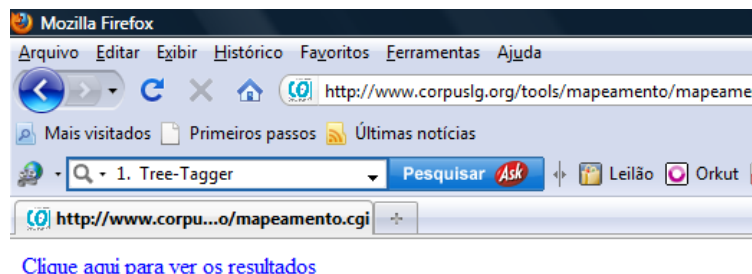 Mozilla Firefox
Arquivo Editar Exibir Histórico Favoritos Ferramentas Ajuda
http://www.corpuslg.org/tools/mapeamento/mapeame
Mais visitados Primeiros passos Últimas notícias
1. Tree-Tagger Pesquisar Ask Leilão Orkut
http://www.corpu...o/mapeamento.cgi
Clique aqui para ver os resultados